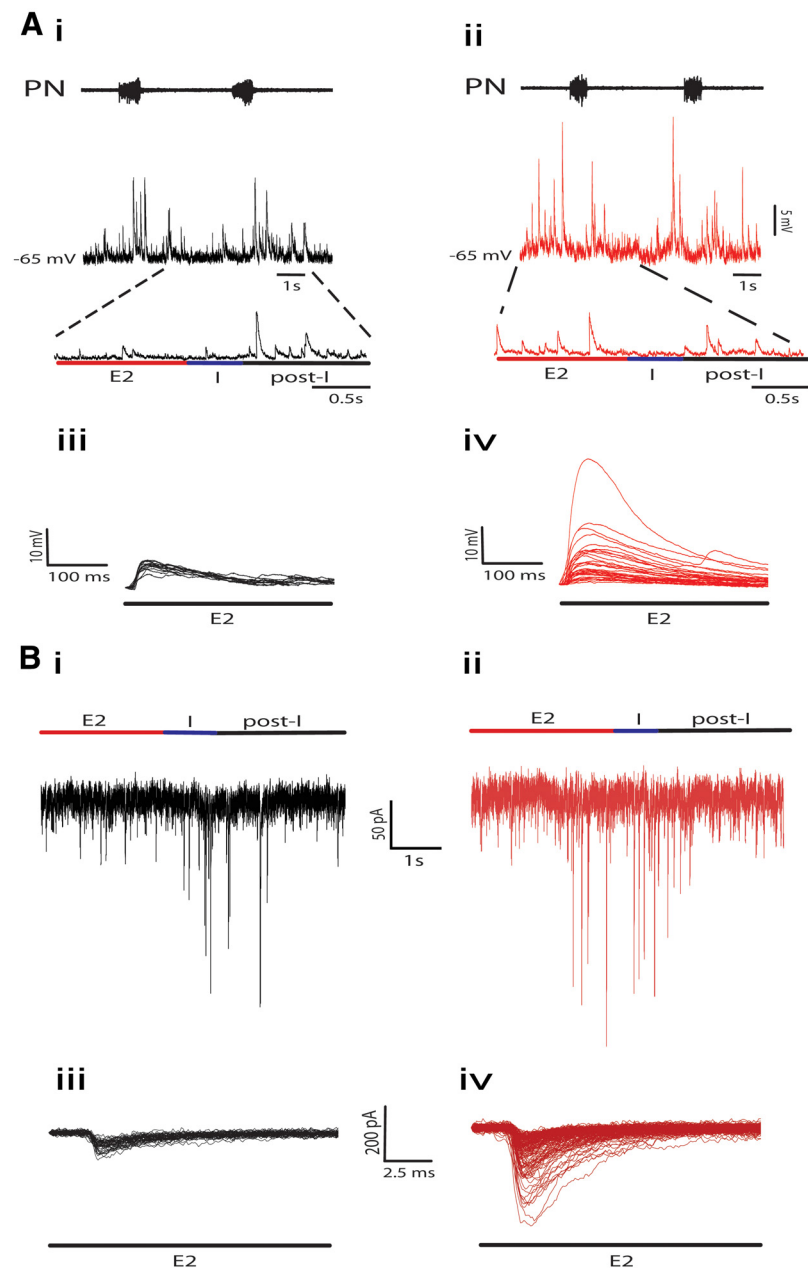 A i
ii
PN
PN
5 mV
-65 mV
-65 mV
1s
1s
E2 I post-I
E2 I post-I
0.5s
0.5s
iii
iv
10 mV
100 ms
10 mV
100 ms
E2
E2
B i
ii
E2 I post-I
E2 I post-I
50 pA
1s
iii
iv
200 pA
2.5 ms
E2
E2